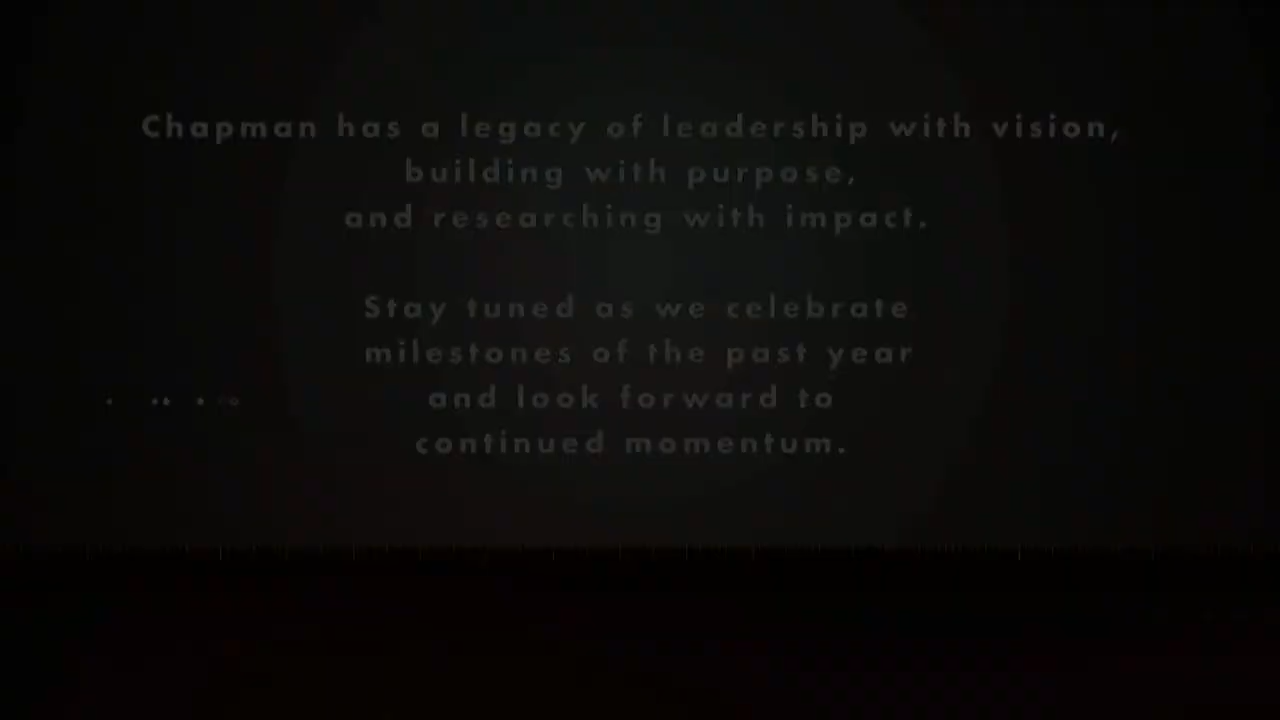 Chapman has a legacy of leadership with vision,
building with purpose,
and researching with impact.
Stay tuned as we celebrate
milestones of the past year
and look forward to
continued momentum.